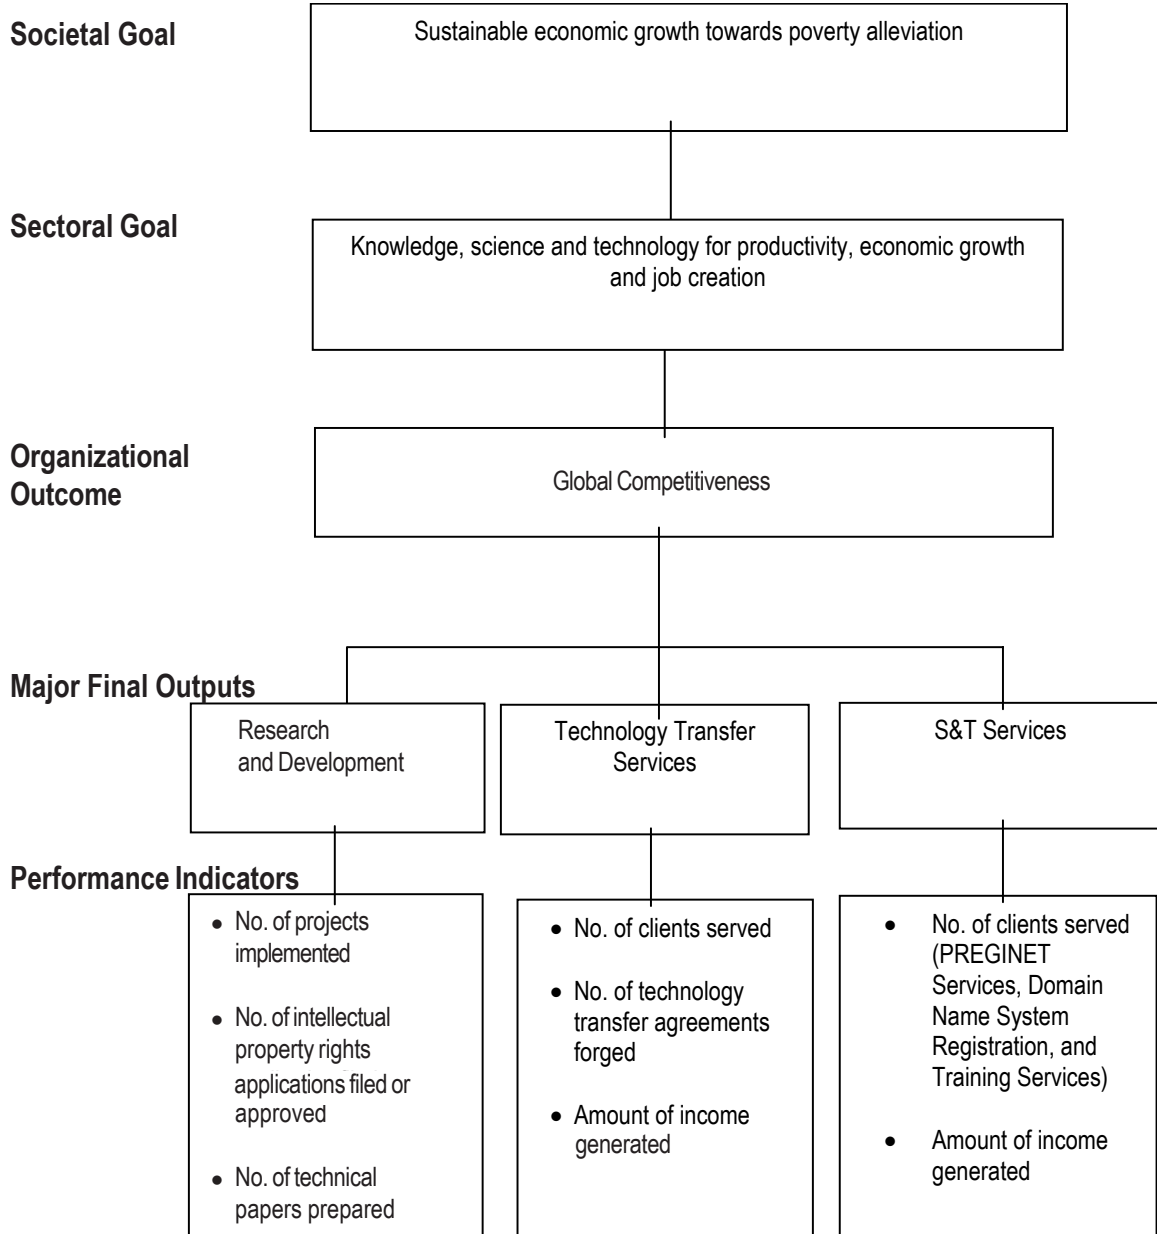 Societal Goal
Sustainable economic growth towards poverty alleviation
Sectoral Goal
Knowledge, science and technology for productivity, economic growth
and job creation
Organizational
Outcome
Global Competitiveness
Major Final Outputs
Research
and Development
Technology Transfer
Services
S&T Services
Performance Indicators
• No. of projects
implemented
• No. of intellectual
property rights
applications filed or
approved
• No. of technical
papers prepared
• No. of clients served
• No. of technology
transfer agreements
forged
• Amount of income
generated
• No. of clients served
(PREGINET
Services, Domain
Name System
Registration, and
Training Services)
• Amount of income
generated